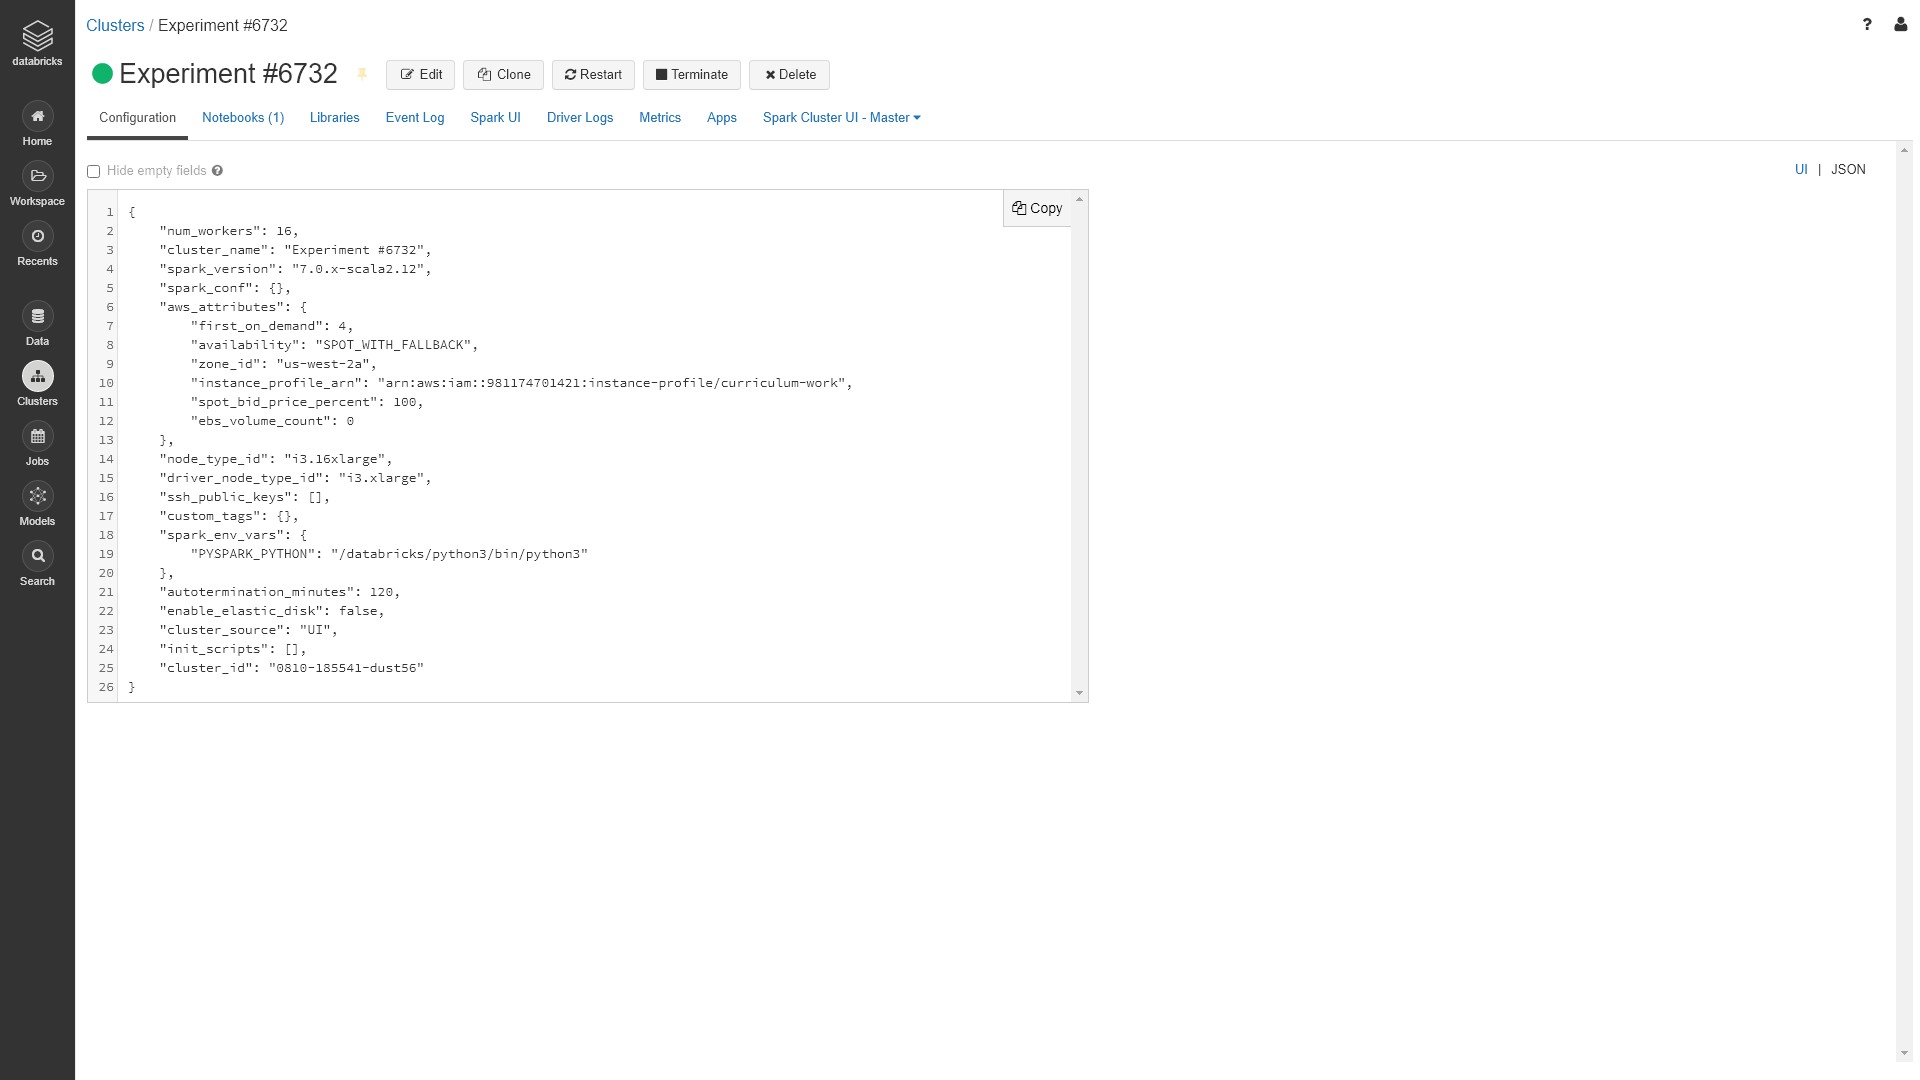 databricks
Home
Workspace
Recents
Data
Clusters
Jobs
Models
Search
Clusters / Experiment #6732
?
Experiment #6732 Edit Clone Restart Terminate Delete
Configuration Notebooks (1) Libraries Event Log Spark UI Driver Logs Metrics Apps Spark Cluster UI - Master
Hide empty fields ? UI | JSON
Copy
1 {
2 "num_workers": 16,
3 "cluster_name": "Experiment #6732",
4 "spark_version": "7.0.x-scala2.12",
5 "spark_conf": {},
6 "aws_attributes": {
7 "first_on_demand": 4,
8 "availability": "SPOT_WITH_FALLBACK",
9 "zone_id": "us-west-2a",
10 "instance_profile_arn": "arn:aws:iam::981174701421:instance-profile/curriculum-work",
11 "spot_bid_price_percent": 100,
12 "ebs_volume_count": 0
13 },
14 "node_type_id": "i3.16xlarge",
15 "driver_node_type_id": "i3.xlarge",
16 "ssh_public_keys": [],
17 "custom_tags": {},
18 "spark_env_vars": {
19 "PYSPARK_PYTHON": "/databricks/python3/bin/python3"
20 },
21 "autotermination_minutes": 120,
22 "enable_elastic_disk": false,
23 "cluster_source": "UI",
24 "init_scripts": [],
25 "cluster_id": "0810-185541-dust56"
26 }